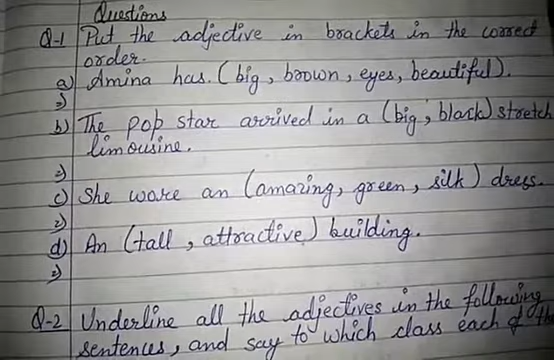 Questions
Q-1 Put the adjective in brackets in the correct
order.
a) Amina has. (big, brown, eyes, beautiful).
b) The pop star arrived in a (big, black) stretch
limousine.
c) She wore an (amazing, green, silk) dress.
d) An (tall, attractive) building.
Q-2 Underline all the adjectives in the following
sentences, and say to which class each of the